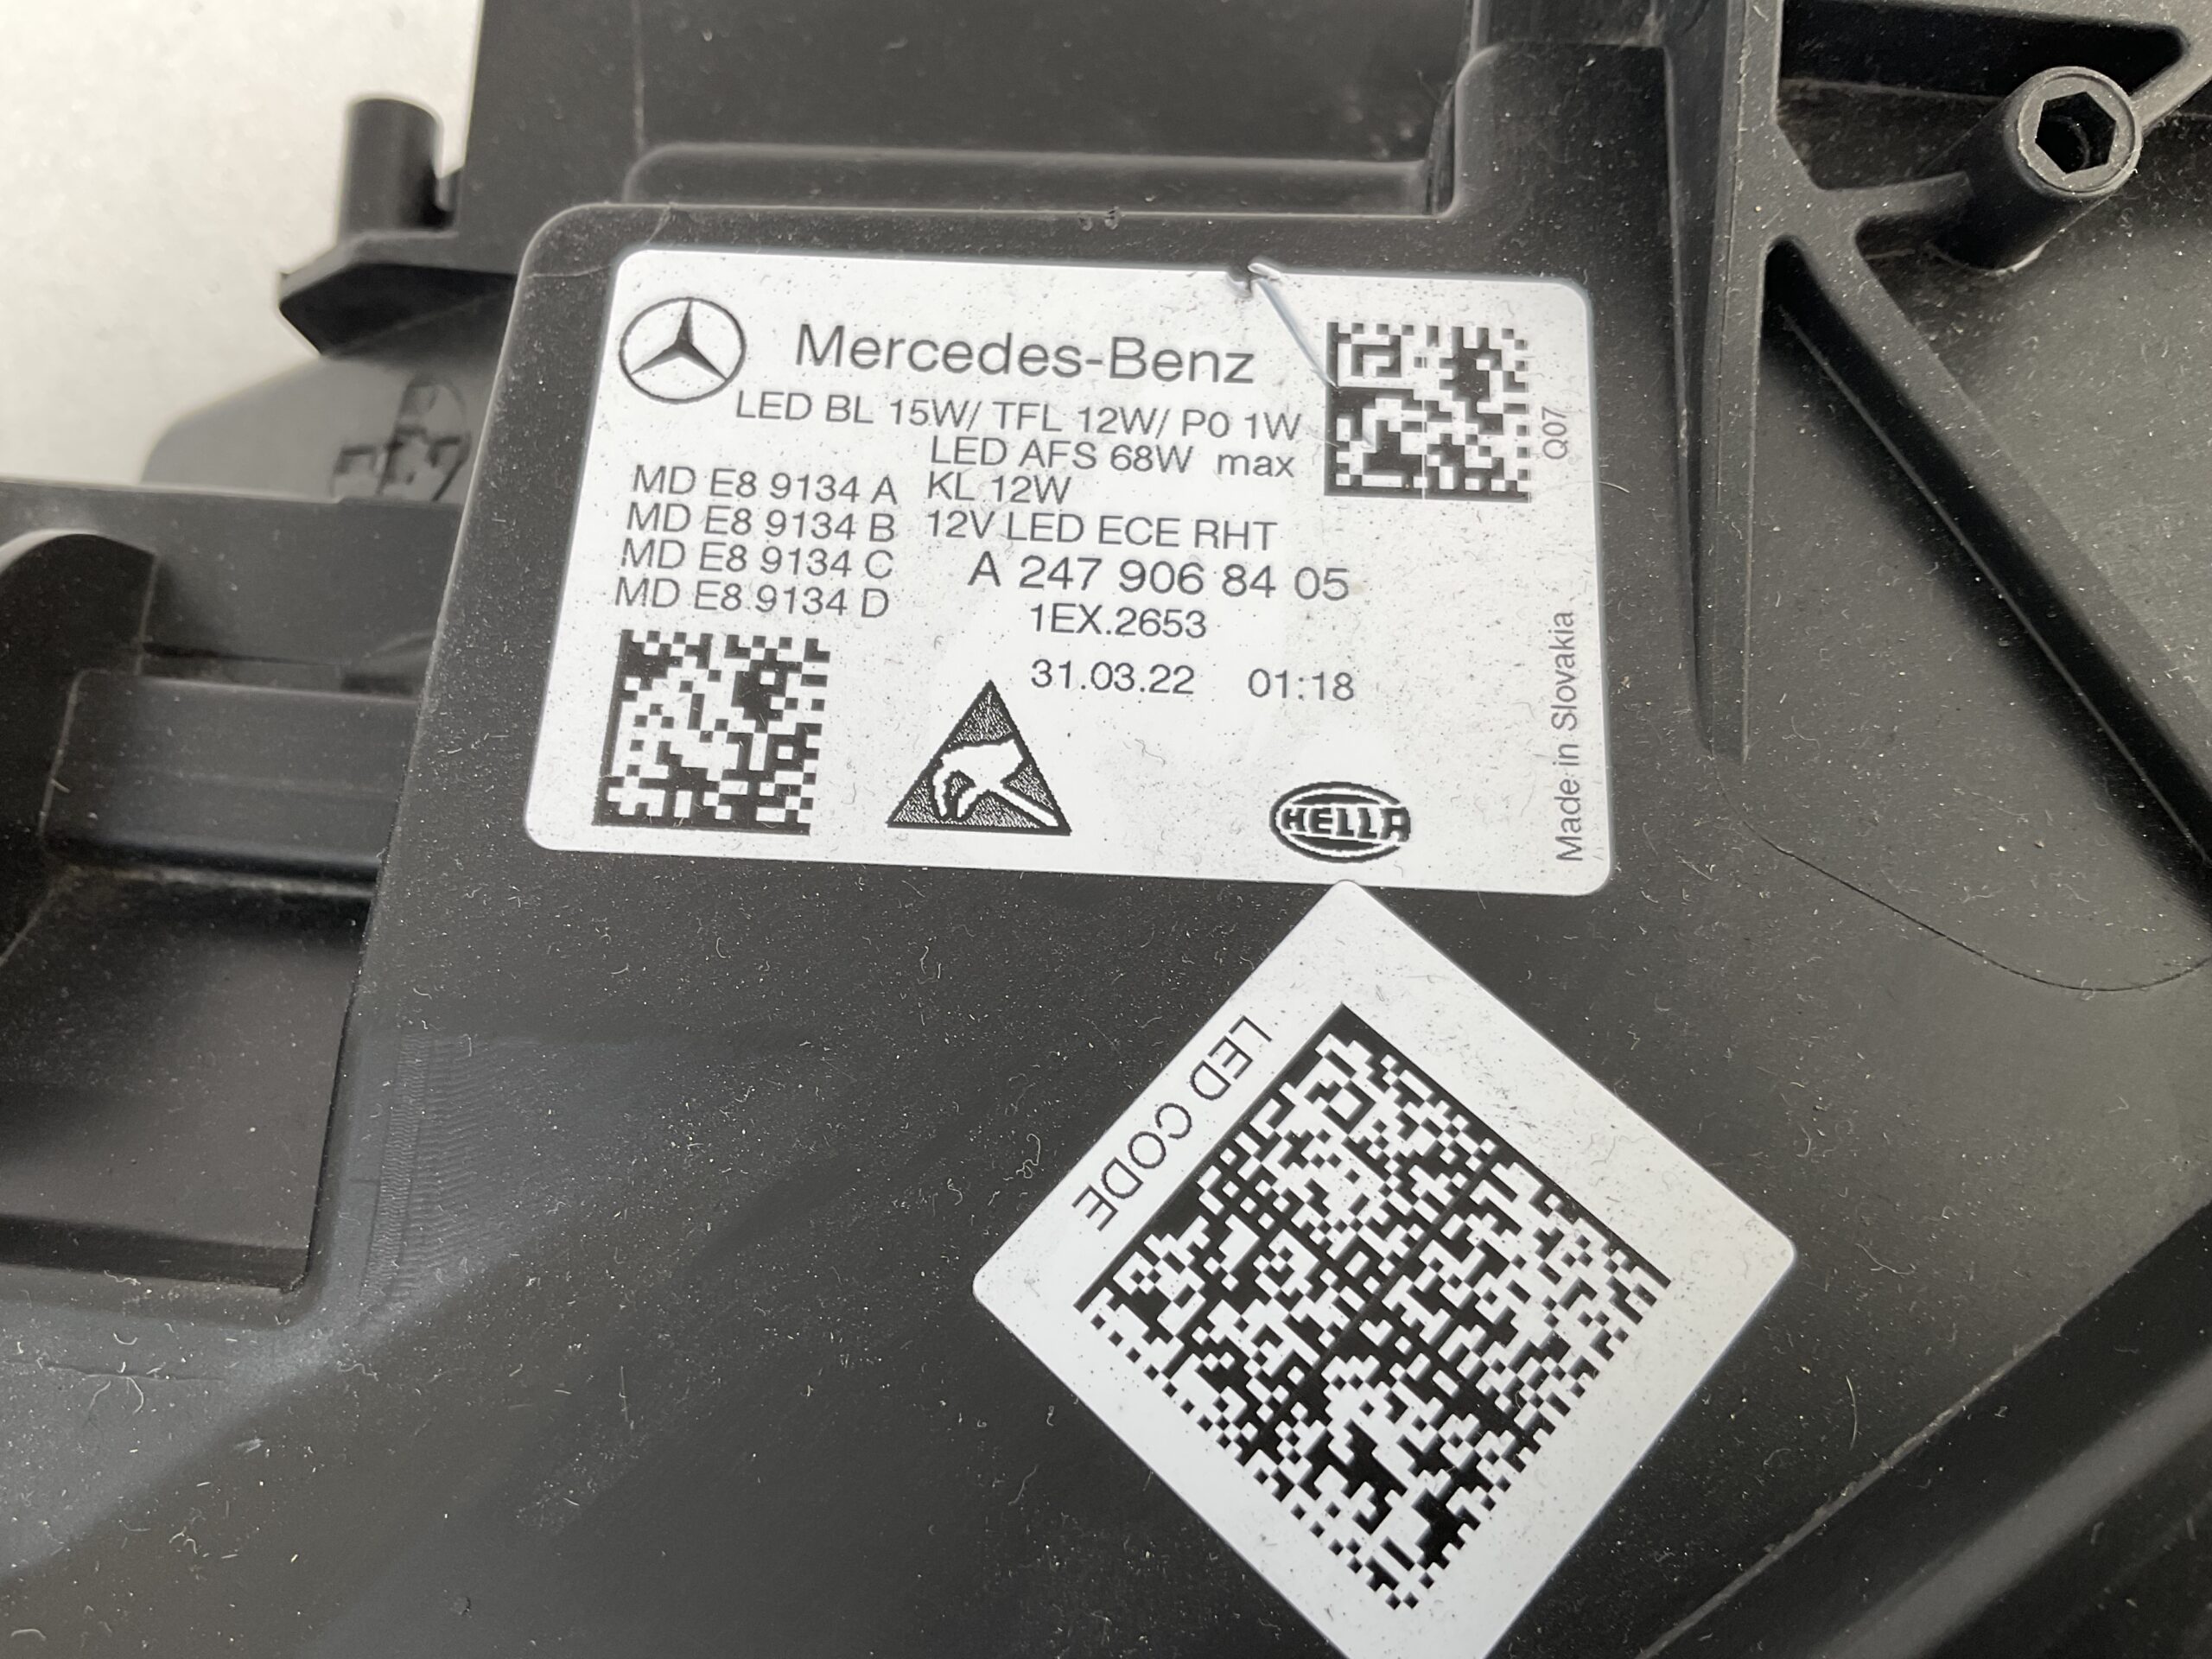 Mercedes-Benz
LED BL 15W/ TFL 12W/ P0 1W
LED AFS 68W max
MD E8 9134 A KL 12W
MD E8 9134 B 12V LED ECE RHT
MD E8 9134 C A 247 906 84 05
MD E8 9134 D 1EX.2653
31.03.22 01:18
HELLA
Q07
Made in Slovakia
LED CODE